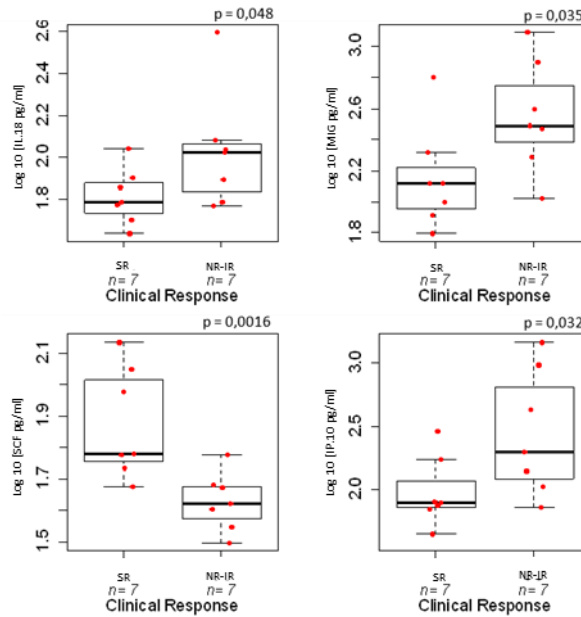 p = 0,048
Log 10 [IL.18 pg/ml]
2.6
2.4
2.2
2.0
1.8
SR
NR-IR
n= 7
n= 7
Clinical Response
p = 0,035
Log 10 [MIG pg/ml]
3.0
2.6
2.2
1.8
SR
NR-IR
n= 7
n= 7
Clinical Response
p = 0,0016
Log 10 [SCF pg/ml]
2.1
1.9
1.7
1.5
SR
NR-IR
n= 7
n= 7
Clinical Response
p = 0,032
Log 10 [IP.10 pg/ml]
3.0
2.5
2.0
SR
NR-IR
n= 7
n= 7
Clinical Response